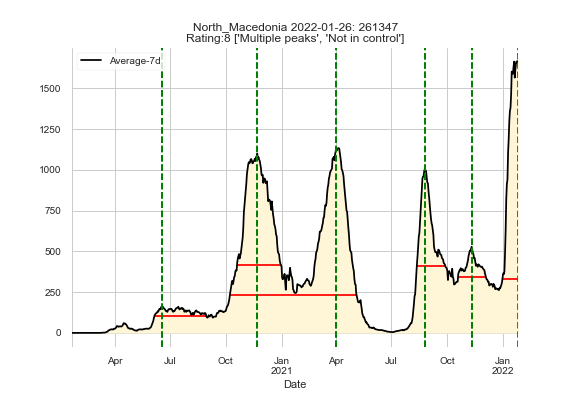 North_Macedonia 2022-01-26: 261347
Rating:8 ['Multiple peaks', 'Not in control']
Average-7d
1500
1250
1000
750
500
250
0
Apr Jul Oct Jan Apr Jul Oct Jan
2021 2022
Date